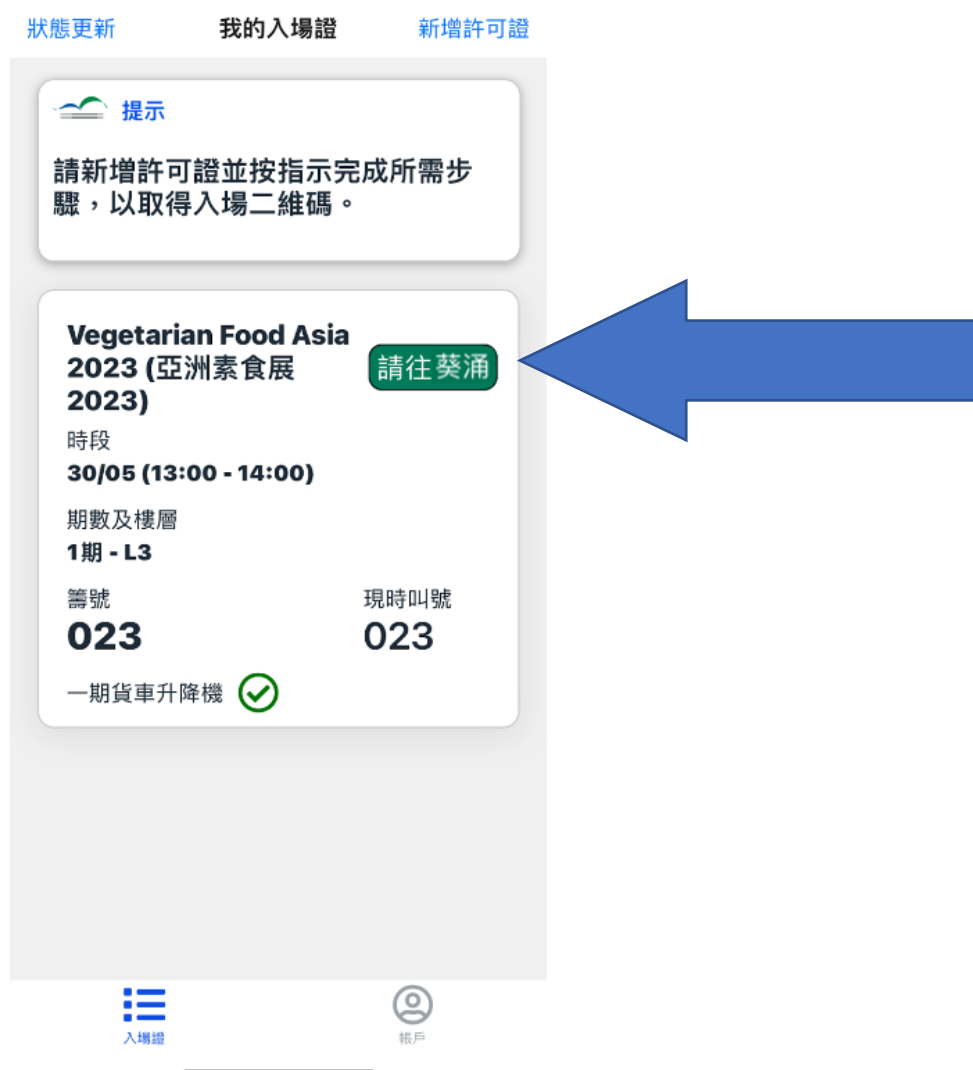 狀態更新
我的入場證
新增許可證
提示
請新增許可證並按指示完成所需步
驟，以取得入場二維碼。
Vegetarian Food Asia
2023 (亞洲素食展
2023)
請往葵涌
時段
30/05 (13:00 - 14:00)
期數及樓層
1期 - L3
籌號
現時叫號
023
023
一期貨車升降機
入場證
帳戶